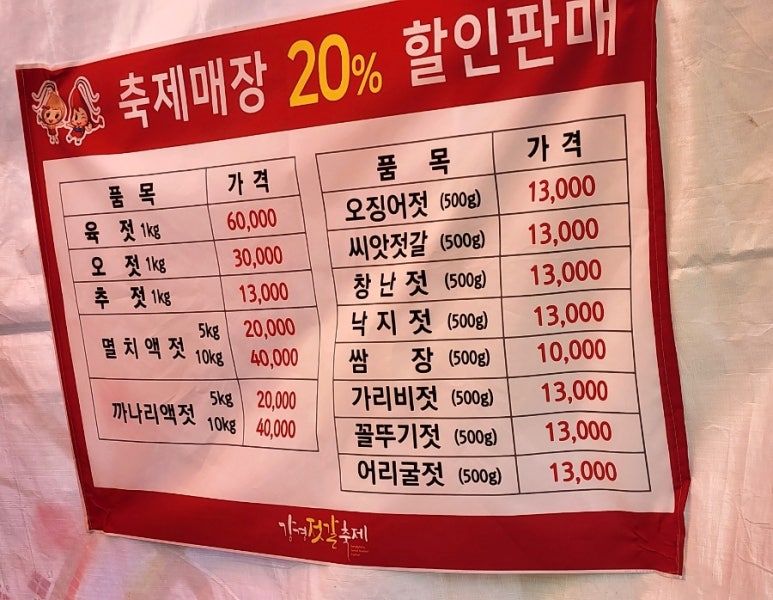 축제매장 20% 할인판매
품 목 가 격
육 젓 1kg 60,000
오 젓 1kg 30,000
추 젓 1kg 13,000
멸치액젓 5kg 20,000
10kg 40,000
까나리액젓 5kg 20,000
10kg 40,000
품 목 가 격
오징어젓 (500g) 13,000
씨앗젓갈 (500g) 13,000
창난젓 (500g) 13,000
낙지젓 (500g) 13,000
쌈 장 (500g) 10,000
가리비젓 (500g) 13,000
꼴뚜기젓 (500g) 13,000
어리굴젓 (500g) 13,000
강경젓갈축제